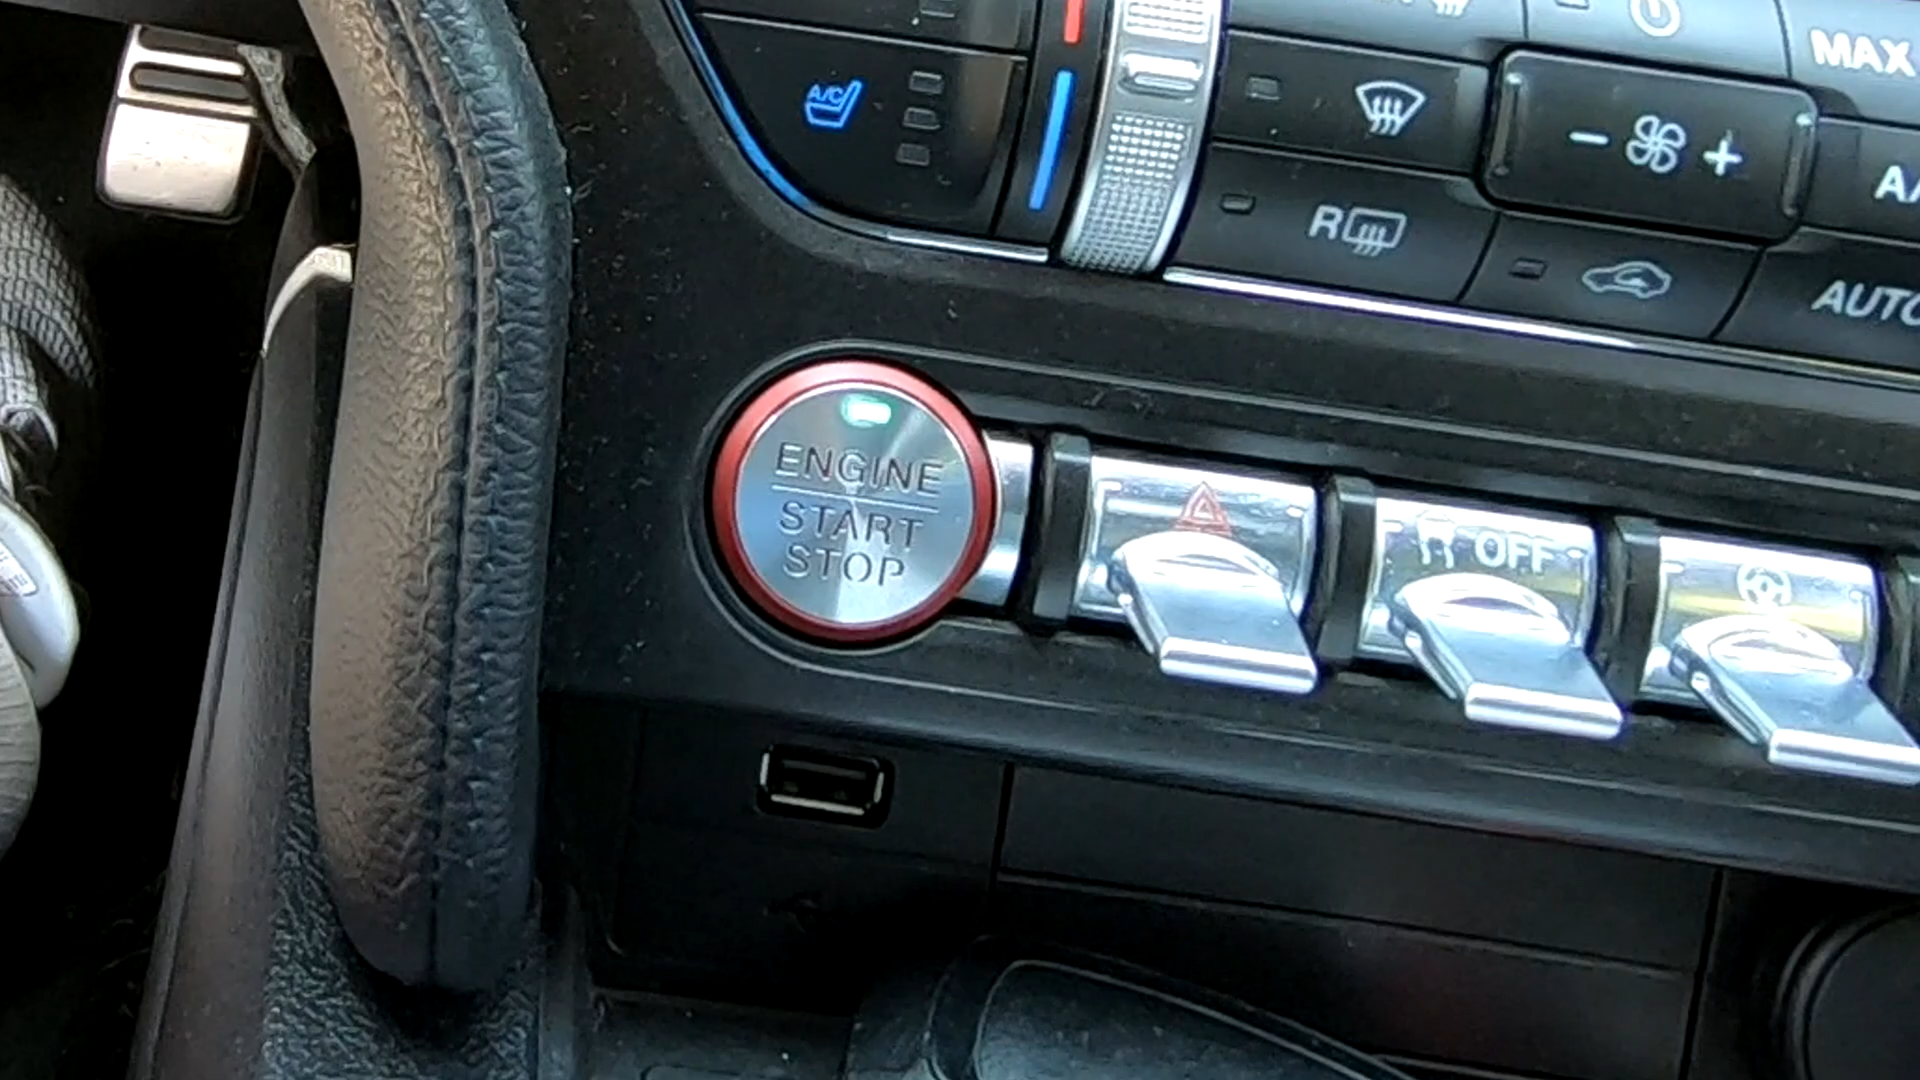 MAX
A/C
R
AUTO
ENGINE
START
STOP
OFF